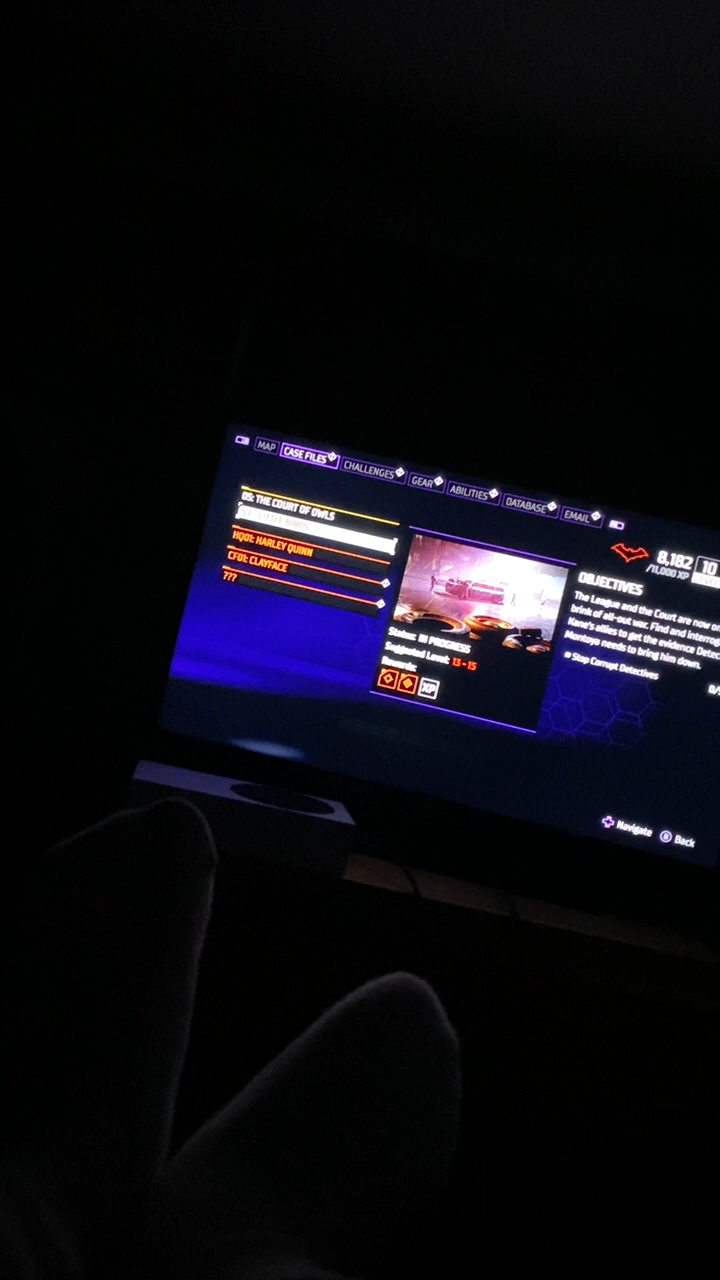 MAP
CASE FILES
CHALLENGES
GEAR
ABILITIES
DATABASE
EMAIL
05: THE COURT OF OWLS
LITTLE BIRDS
HQ01: HARLEY QUINN
CF01: CLAYFACE
???
Status: IN PROGRESS
Suggested Level: 13 - 15
Rewards:
XP
8,182
/11,000 XP
10
OBJECTIVES
The League and the Court are now on
brink of all-out war. Find and interrog
Kane's allies to get the evidence Detec
Montoya needs to bring him down.
Stop Corrupt Detectives
0/
Navigate
B Back